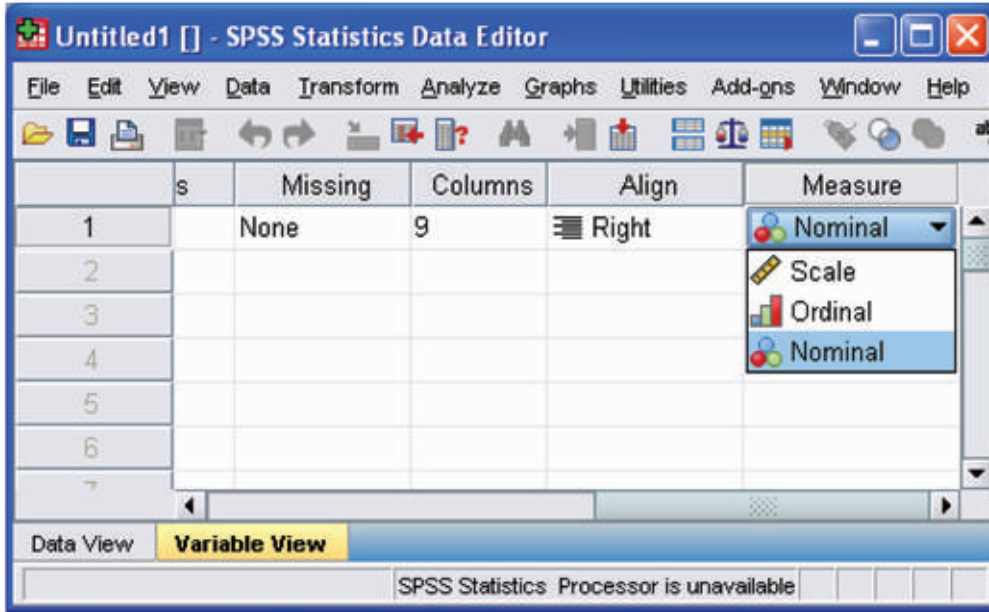 Untitled1 [] - SPSS Statistics Data Editor
File Edit View Data Transform Analyze Graphs Utilities Add-ons Window Help
s Missing Columns Align Measure
1 None 9 Right Nominal
2 Scale
3 Ordinal
4 Nominal
5
6
7
Data View Variable View
SPSS Statistics Processor is unavailable